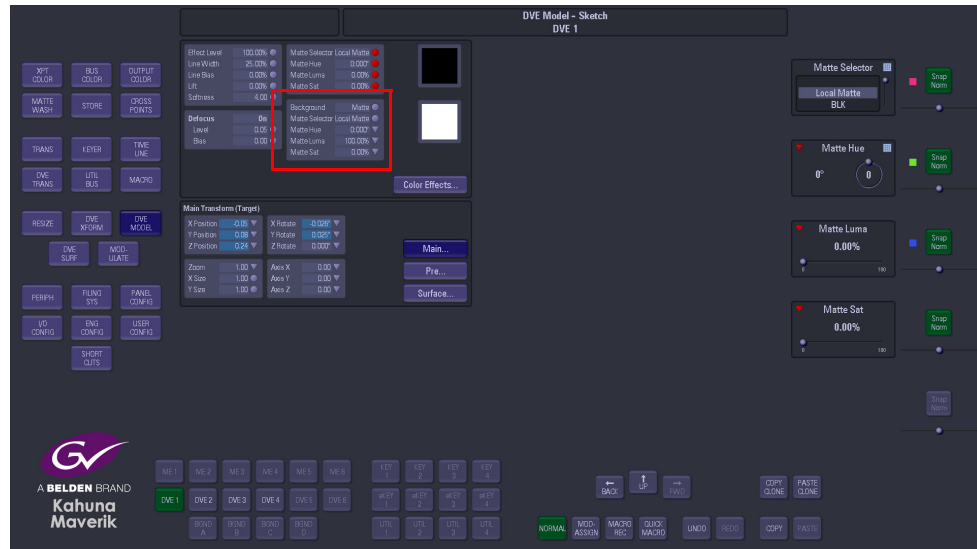 DVE Model - Sketch
DVE 1
XPT COLOR
BUS COLOR
OUTPUT COLOR
MATTE WASH
STORE
CROSS POINTS
TRANS
KEYER
TIME LINE
DVE TRANS
UTIL BUS
MACRO
RESIZE
DVE XFORM
DVE MODEL
DVE SURF
MOD- ULATE
PERIPH
FILING SYS
PANEL CONFIG
I/O CONFIG
ENG CONFIG
USER CONFIG
SHORT CUTS
Effect Level 100.00%
Line Width 25.00%
Line Bias 0.00%
Lift 0.00%
Softness 4.00
Defocus On
Level 0.05
Bias 0.00
Matte Selector Local Matte
Matte Hue 0.000°
Matte Luma 0.00%
Matte Sat 0.00%
Background Matte
Matte Selector Local Matte
Matte Hue 0.000°
Matte Luma 100.00%
Matte Sat 0.00%
Color Effects...
Main Transform (Target)
X Position -0.05 X Rotate -0.026°
Y Position 0.08 Y Rotate 0.025°
Z Position 0.24 Z Rotate 0.000°
Zoom 1.00 Axis X 0.00
X Size 1.00 Axis Y 0.00
Y Size 1.00 Axis Z 0.00
Main...
Pre...
Surface...
Matte Selector
Local Matte
BLK
Snap Norm
Matte Hue
0° 0
Snap Norm
Matte Luma
0.00%
0 100
Snap Norm
Matte Sat
0.00%
0 100
Snap Norm
Snap Norm
GV
A BELDEN BRAND
Kahuna
Maverik
ME 1 ME 2 ME 3 ME 4 ME 5 ME 6
DVE 1 DVE 2 DVE 3 DVE 4 DVE 5 DVE 6
BGND A BGND B BGND C BGND D
KEY 1 KEY 2 KEY 3 KEY 4
eKEY 1 eKEY 2 eKEY 3 eKEY 4
UTIL 1 UTIL 2 UTIL 3 UTIL 4
BACK UP FWD
COPY CLONE PASTE CLONE
NORMAL MOD- ASSIGN MACRO REC QUICK MACRO UNDO REDO COPY PASTE